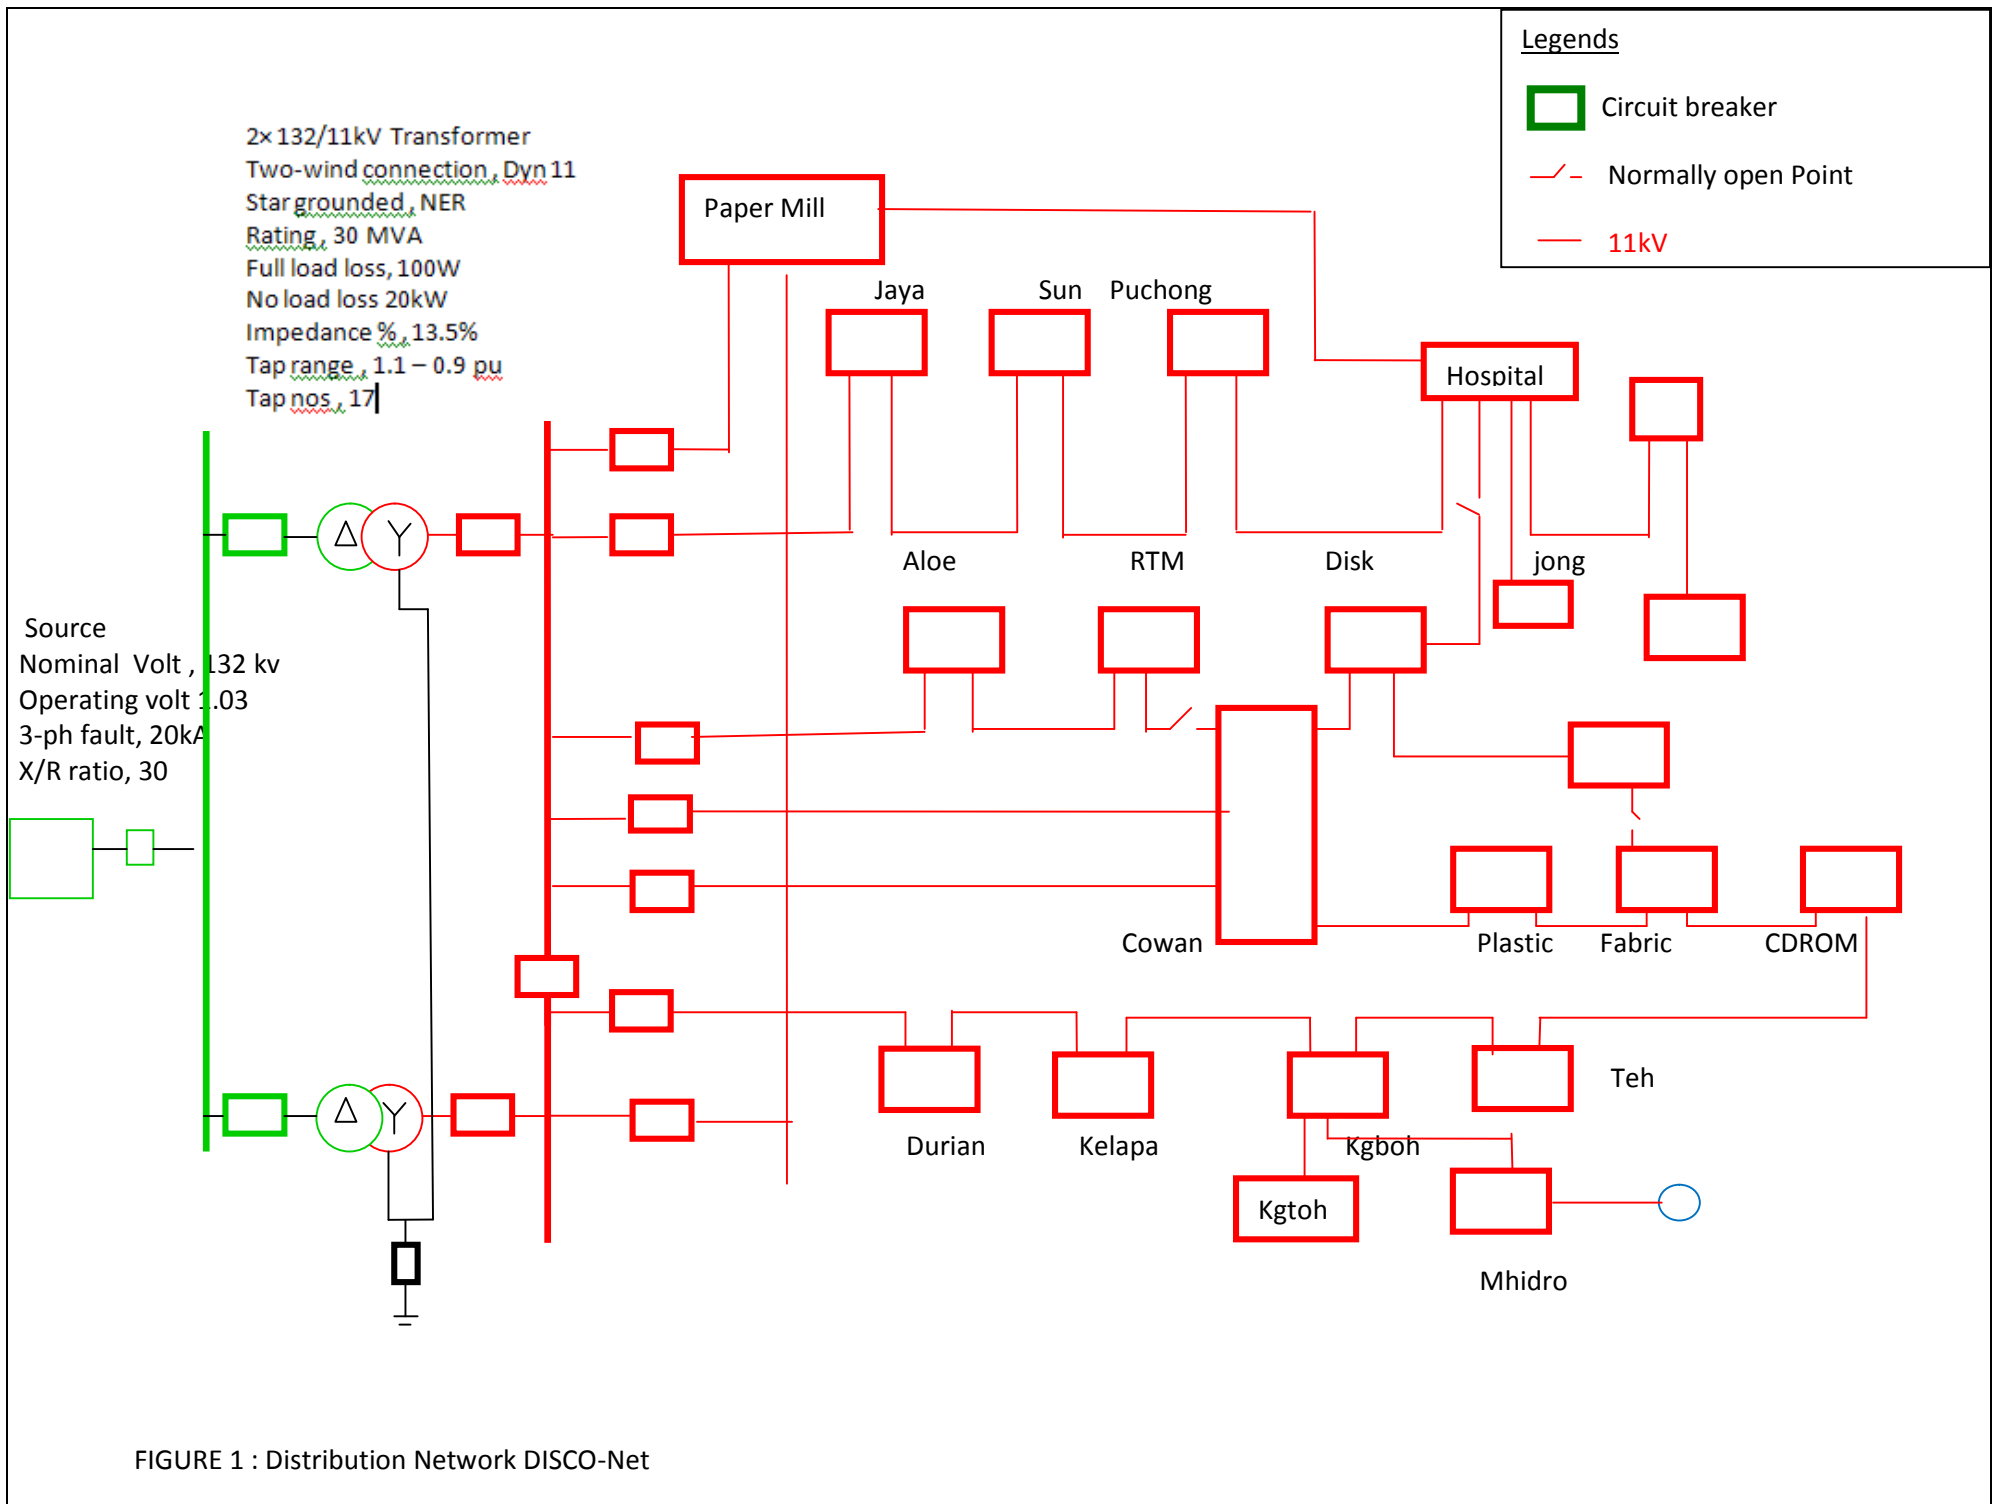 Legends
Circuit breaker
Normally open Point
11kV
2× 132/11kV Transformer
Two-wind connection , Dyn 11
Star grounded , NER
Rating , 30 MVA
Full load loss, 100W
No load loss 20kW
Impedance % , 13.5%
Tap range , 1.1 – 0.9 pu
Tap nos , 17
Paper Mill
Jaya
Sun
Puchong
Hospital
Aloe
RTM
Disk
jong
Source
Nominal Volt , 132 kv
Operating volt 1.03
3-ph fault, 20kA
X/R ratio, 30
Cowan
Plastic
Fabric
CDROM
Teh
Durian
Kelapa
Kgboh
Kgtoh
Mhidro
FIGURE 1 : Distribution Network DISCO-Net